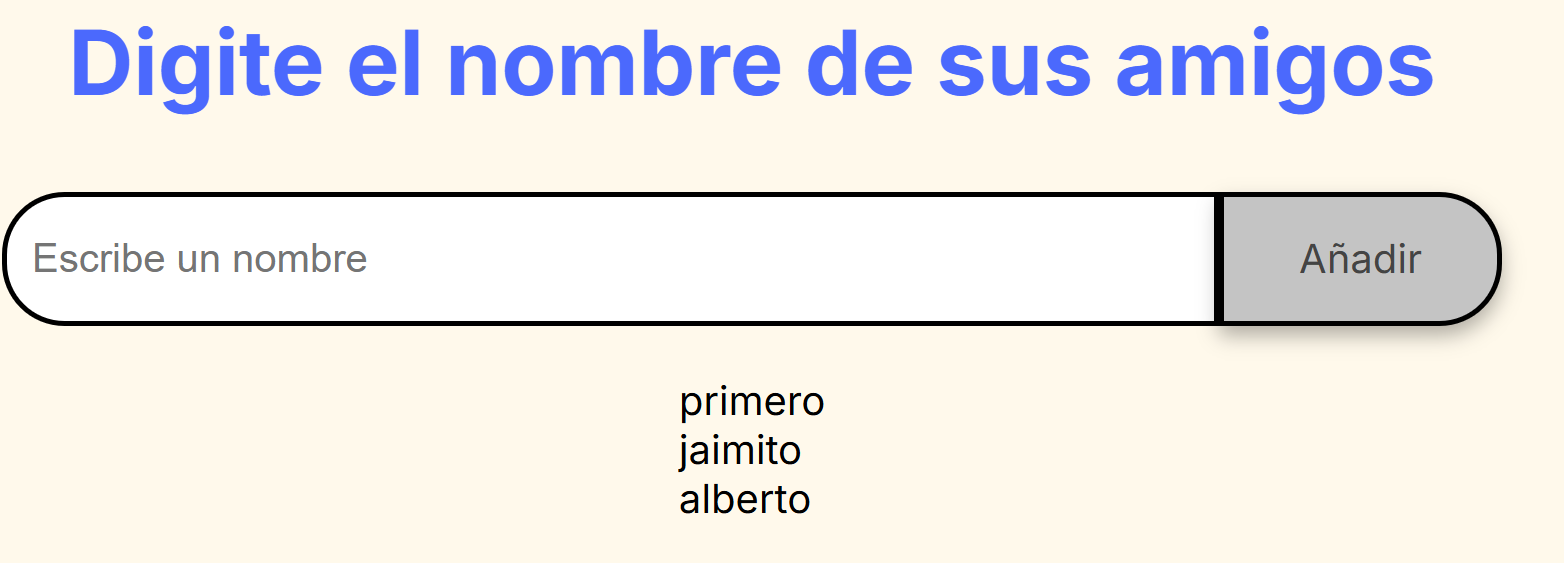 Digite el nombre de sus amigos
Escribe un nombre
Añadir
primero
jaimito
alberto